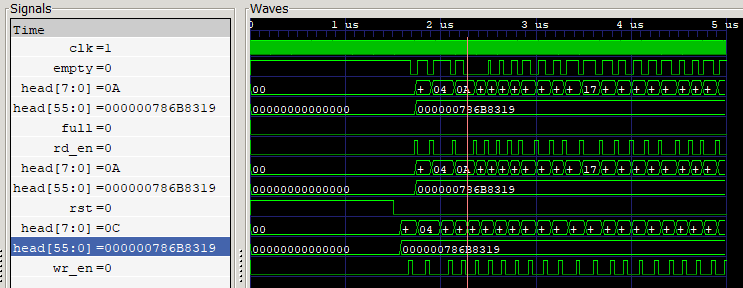 Signals
Waves
Time
0 1 us 2 us 3 us 4 us 5 us
clk=1
empty=0
head[7:0]=0A 00 + 04 0A + + + + + + + + 17 + + + + + + + +
head[55:0]=000000786B8319 00000000000000 000000786B8319
full=0
rd_en=0
head[7:0]=0A 00 + 04 0A + + + + + + + + 17 + + + + + + + +
head[55:0]=000000786B8319 00000000000000 000000786B8319
rst=0
head[7:0]=0C 00 + 04 + + + + + + + + + + + + + + + + + +
head[55:0]=000000786B8319 00000000000000 000000786B8319
wr_en=0